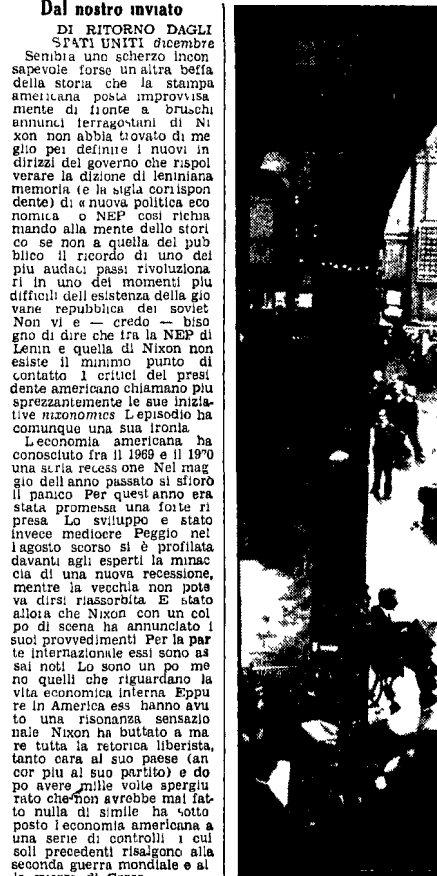 Dal nostro inviato
DI RITORNO DAGLI
STATI UNITI dicembre
Sembra uno scherzo incon
sapevole forse un altra beffa
della storia che la stampa
americana posta improvvisa
mente di fronte a bruschi
annunci ferragostani di Ni
xon non abbia trovato di me
glio per definire i nuovi in
dirizzi del governo che rispol
verare la dizione di leniniana
memoria (e la sigla corrispon
dente) di « nuova politica eco
nomica o NEP cosi richia
mando alla mente dello stori
co se non a quella del pub
blico il ricordo di uno dei
piu audaci passi rivoluziona
ri in uno dei momenti piu
difficili dell esistenza della gio
vane repubblica dei soviet
Non vi e — credo — biso
gno di dire che fra la NEP di
Lenin e quella di Nixon non
esiste il minimo punto di
contatto I critici del presi
dente americano chiamano piu
sprezzantemente le sue inizia-
tive nixonomics L episodio ha
comunque una sua ironia
L economia americana ha
conosciuto fra il 1969 e il 1970
una seria recess one Nel mag
gio dell anno passato si sfiorò
il panico Per quest anno era
stata promessa una forte ri
presa Lo sviluppo e stato
invece mediocre Peggio nel
l agosto scorso si è profilata
davanti agli esperti la minac
cia di una nuova recessione,
mentre la vecchia non pote
va dirsi riassorbita E stato
allora che Nixon con un col
po di scena ha annunciato i
suoi provvedimenti Per la par
te internazionale essi sono as
sai noti Lo sono un po me
no quelli che riguardano la
vita economica interna Eppu
re in America ess hanno avu
to una risonanza sensazio
nale Nixon ha buttato a ma
re tutta la retorica liberista,
tanto cara al suo paese (an
cor piu al suo partito) e do
po avere mille volte spergiu
rato che non avrebbe mai fat-
to nulla di simile ha sotto
posto l economia americana a
una serie di controlli i cui
soli precedenti risalgono alla
seconda guerra mondiale e al